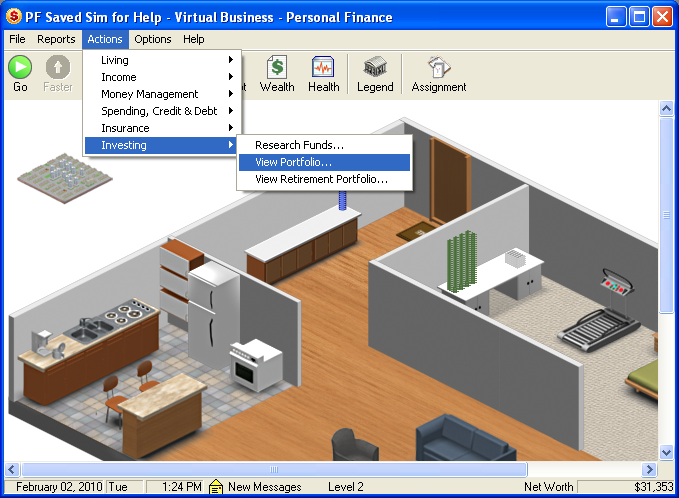 PF Saved Sim for Help - Virtual Business - Personal Finance
File Reports Actions Options Help
Go Faster Wealth Health Legend Assignment
Living
Income
Money Management
Spending, Credit & Debt
Insurance
Investing
Research Funds...
View Portfolio...
View Retirement Portfolio...
February 02, 2010 Tue 1:24 PM New Messages Level 2 Net Worth $31,353